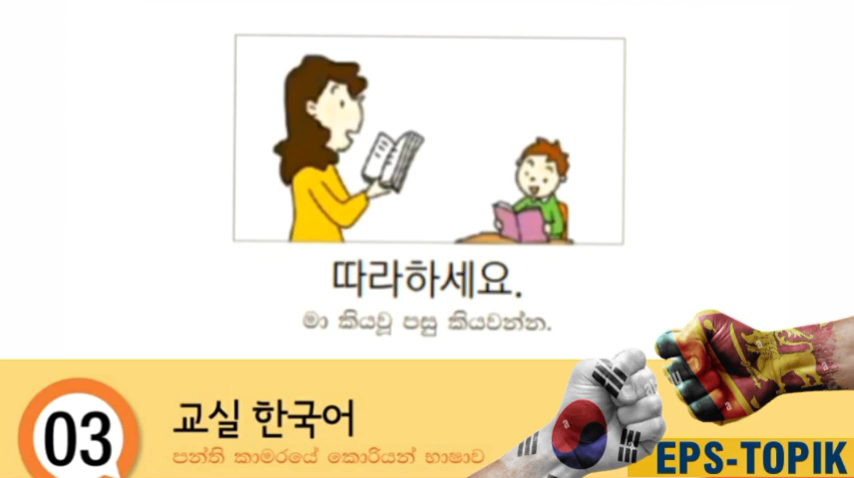 따라하세요.
මා කියවූ පසු කියවන්න.
03
교실 한국어
පන්ති කාමරයේ කොරියන් භාෂාව
EPS-TOPIK